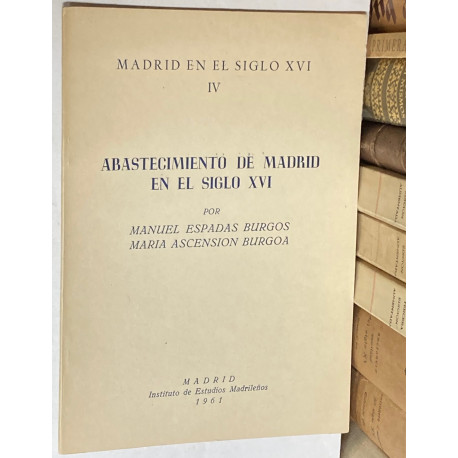 MADRID EN EL SIGLO XVI
IV
ABASTECIMIENTO DE MADRID
EN EL SIGLO XVI
POR
MANUEL ESPADAS BURGOS
MARIA ASCENSION BURGOA
MADRID
Instituto de Estudios Madrileños
1961
PRIMERA